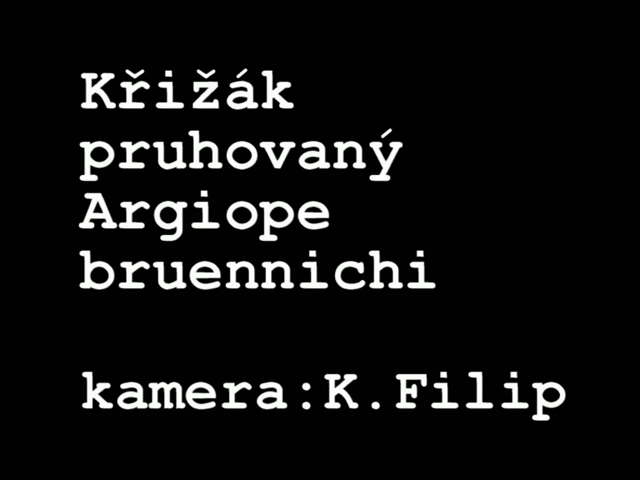 Křižák
pruhovaný
Argiope
bruennichi
kamera:K.Filip